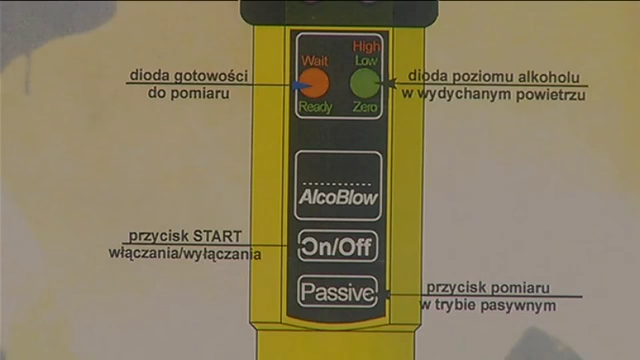 High
Wait Low
dioda gotowości
do pomiaru
dioda poziomu alkoholu
w wydychanym powietrzu
Ready Zero
AlcoBlow
przycisk START
włączania/wyłączania
On/Off
Passive
przycisk pomiaru
w trybie pasywnym